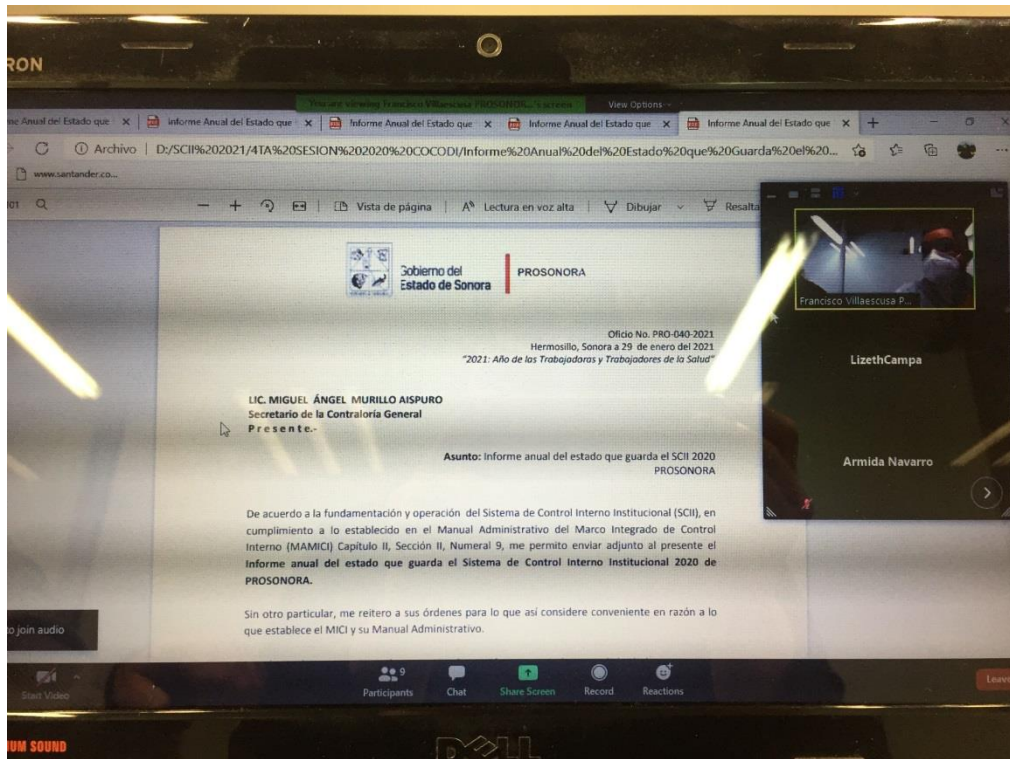 RON
You are viewing Francisco Villaescusa PROSONOR...'s screen
View Options
me Anual del Estado que
Informe Anual del Estado que
Informe Anual del Estado que
Informe Anual del Estado que
Informe Anual del Estado que
Archivo | D:/SCII%202021/4TA%20SESION%202020%20COCODI/Informe%20Anual%20del%20Estado%20que%20Guarda%20el%20...
www.santander.co...
Vista de página
Lectura en voz alta
Dibujar
Resalta
Gobierno del
Estado de Sonora
PROSONORA
Oficio No. PRO-040-2021
Hermosillo, Sonora a 29 de enero del 2021
"2021: Año de las Trabajadoras y Trabajadores de la Salud"
LIC. MIGUEL ÁNGEL MURILLO AISPURO
Secretario de la Contraloría General
P r e s e n t e.-
Asunto: Informe anual del estado que guarda el SCII 2020
PROSONORA
De acuerdo a la fundamentación y operación del Sistema de Control Interno Institucional (SCII), en
cumplimiento a lo establecido en el Manual Administrativo del Marco Integrado de Control
Interno (MAMICI) Capítulo II, Sección II, Numeral 9, me permito enviar adjunto al presente el
Informe anual del estado que guarda el Sistema de Control Interno Institucional 2020 de
PROSONORA.
Sin otro particular, me reitero a sus órdenes para lo que así considere conveniente en razón a lo
que establece el MICI y su Manual Administrativo.
Francisco Villaescusa P...
LizethCampa
Armida Navarro
to join audio
Start Video
9
Participants
Chat
Share Screen
Record
Reactions
Leave
UM SOUND
DELL